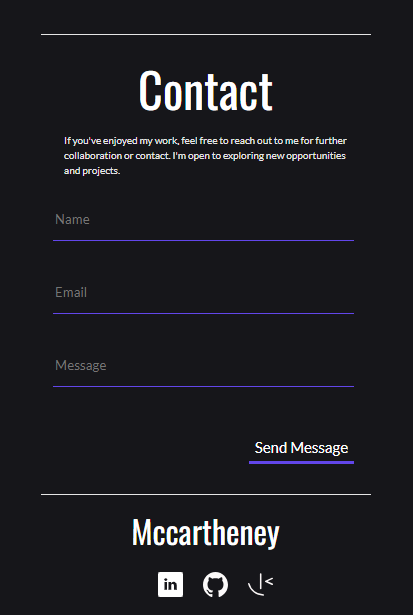 Contact
If you've enjoyed my work, feel free to reach out to me for further
collaboration or contact. I'm open to exploring new opportunities
and projects.
Name
Email
Message
Send Message
Mccartheney
in